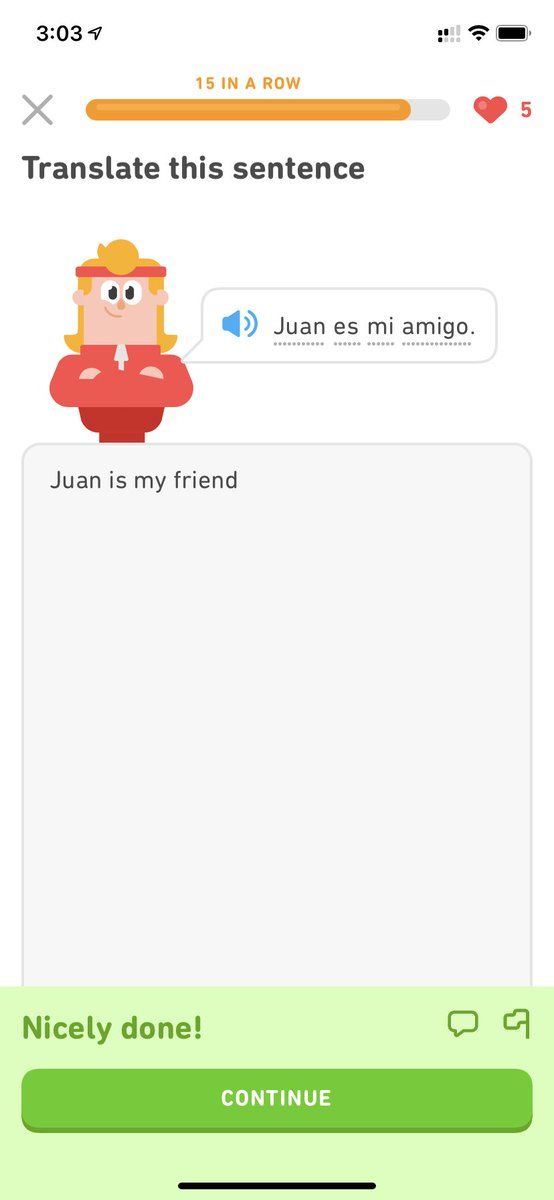 3:03
15 IN A ROW
5
Translate this sentence
Juan es mi amigo.
Juan is my friend
Nicely done!
CONTINUE